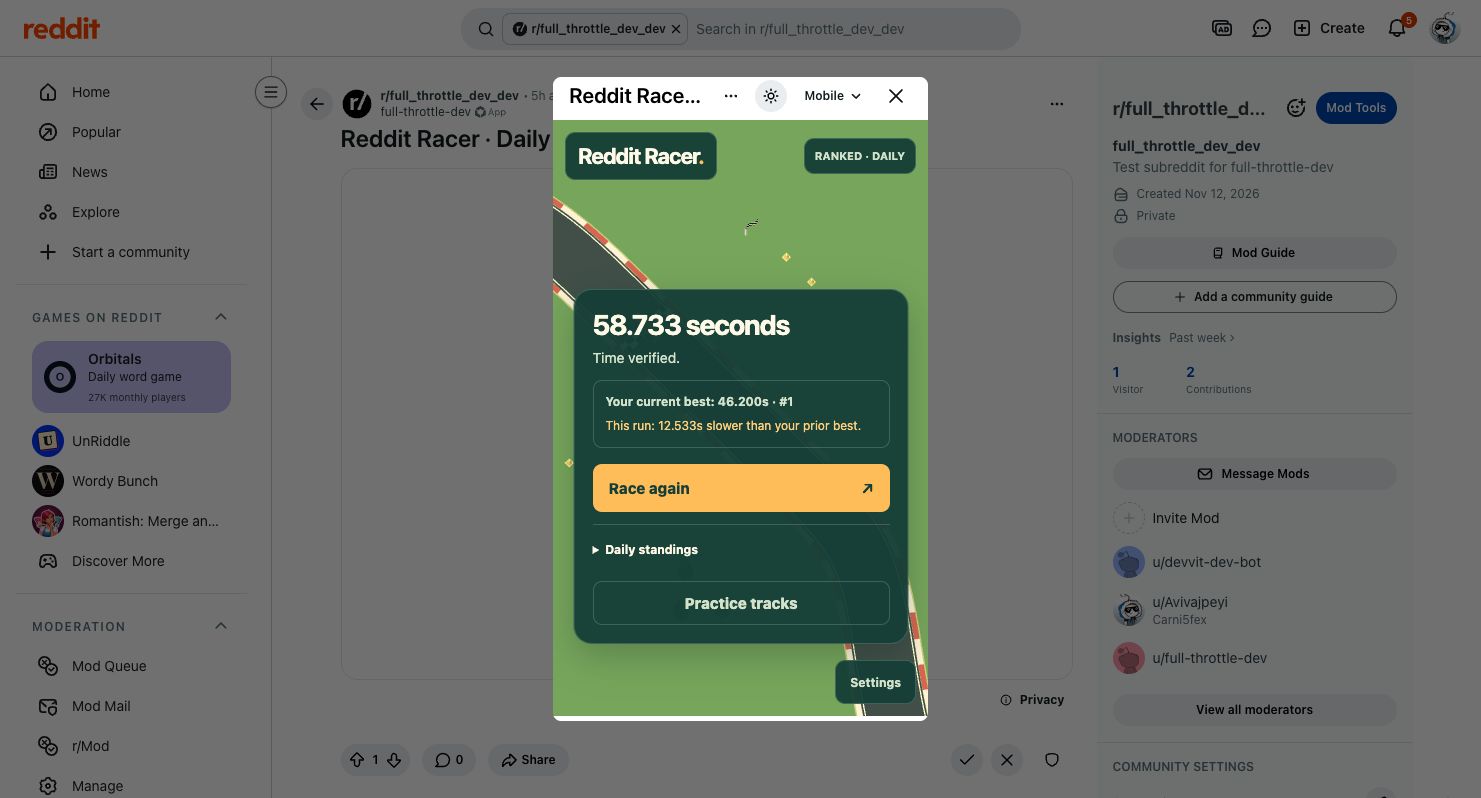 reddit
r/full_throttle_dev_dev
Search in r/full_throttle_dev_dev
AD
Create
5
Home
Popular
News
Explore
Start a community
GAMES ON REDDIT
Orbitals
Daily word game
27K monthly players
UnRiddle
Wordy Bunch
Romantish: Merge an...
Discover More
MODERATION
Mod Queue
Mod Mail
r/Mod
Manage
r/full_throttle_dev_dev • 5h a
full-throttle-dev App
Reddit Racer · Daily
Reddit Race...
Mobile
Reddit Racer.
RANKED · DAILY
58.733 seconds
Time verified.
Your current best: 46.200s · #1
This run: 12.533s slower than your prior best.
Race again
Daily standings
Practice tracks
Settings
Privacy
1
0
Share
r/full_throttle_d...
Mod Tools
full_throttle_dev_dev
Test subreddit for full-throttle-dev
Created Nov 12, 2026
Private
Mod Guide
Add a community guide
Insights Past week
1
2
Visitor
Contributions
MODERATORS
Message Mods
Invite Mod
u/devvit-dev-bot
u/Avivajpeyi
Carni5fex
u/full-throttle-dev
View all moderators
COMMUNITY SETTINGS